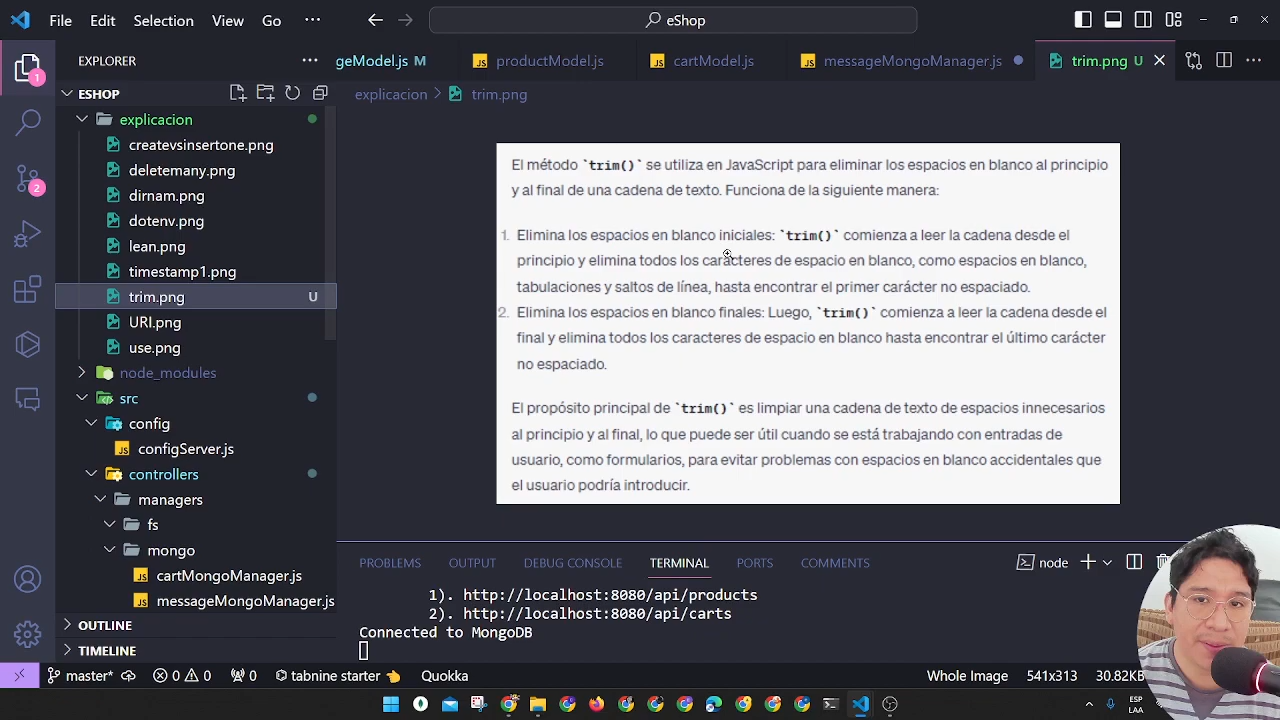 File Edit Selection View Go ···
eShop
EXPLORER ···
geModel.js M
productModel.js
cartModel.js
messageMongoManager.js
trim.png U
ESHOP
explicacion > trim.png
explicacion
createvsinsertone.png
deletemany.png
dirnam.png
dotenv.png
lean.png
timestamp1.png
trim.png U
URI.png
use.png
node_modules
src
config
configServer.js
controllers
managers
fs
mongo
cartMongoManager.js
messageMongoManager.js
OUTLINE
TIMELINE
1
2
El método `trim()` se utiliza en JavaScript para eliminar los espacios en blanco al principio
y al final de una cadena de texto. Funciona de la siguiente manera:
1. Elimina los espacios en blanco iniciales: `trim()` comienza a leer la cadena desde el
principio y elimina todos los caracteres de espacio en blanco, como espacios en blanco,
tabulaciones y saltos de línea, hasta encontrar el primer carácter no espaciado.
2. Elimina los espacios en blanco finales: Luego, `trim()` comienza a leer la cadena desde el
final y elimina todos los caracteres de espacio en blanco hasta encontrar el último carácter
no espaciado.
El propósito principal de `trim()` es limpiar una cadena de texto de espacios innecesarios
al principio y al final, lo que puede ser útil cuando se está trabajando con entradas de
usuario, como formularios, para evitar problemas con espacios en blanco accidentales que
el usuario podría introducir.
PROBLEMS OUTPUT DEBUG CONSOLE TERMINAL PORTS COMMENTS
node
1). http://localhost:8080/api/products
2). http://localhost:8080/api/carts
Connected to MongoDB
master* 0 0 0 tabnine starter Quokka Whole Image 541x313 30.82KB
ESP
LAA